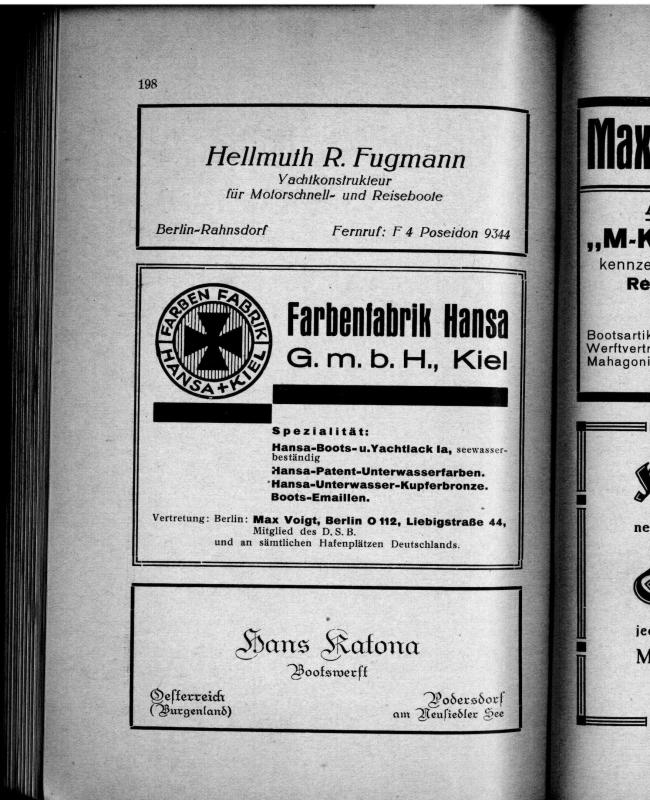 198
Hellmuth R. Fugmann
Yachtkonstrukteur
für Motorschnell- und Reiseboote
Berlin-Rahnsdorf Fernruf: F 4 Poseidon 9344
FARBEN FABRIK
HANSA + KIEL
Farbenfabrik Hansa
G. m. b. H., Kiel
Spezialität:
Hansa-Boots- u. Yachtlack Ia, seewasser-
beständig
Hansa-Patent-Unterwasserfarben.
Hansa-Unterwasser-Kupferbronze.
Boots-Emaillen.
Vertretung: Berlin: Max Voigt, Berlin O 112, Liebigstraße 44,
Mitglied des D. S. B.
und an sämtlichen Hafenplätzen Deutschlands.
Hans Katona
Bootswerft
Oesterreich
(Burgenland)
Podersdorf
am Neusiedler See
Max
„M-K
kennze
Re
Bootsartik
Werftvertr
Mahagoni
ne
jed
M